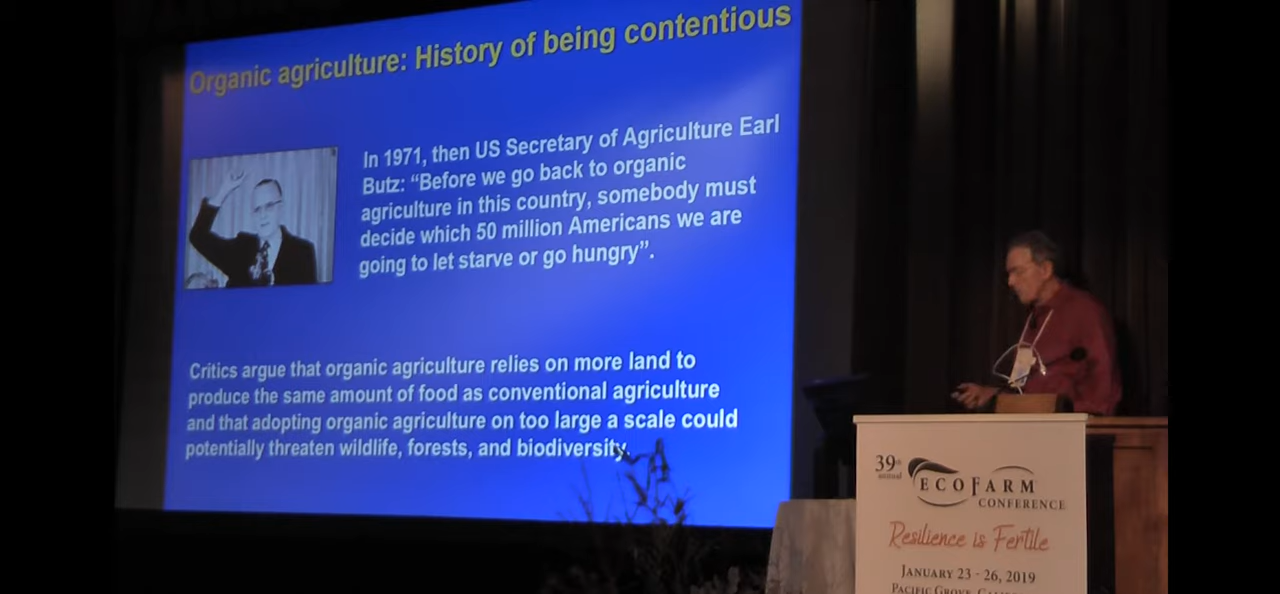 Organic agriculture: History of being contentious
In 1971, then US Secretary of Agriculture Earl
Butz: “Before we go back to organic
agriculture in this country, somebody must
decide which 50 million Americans we are
going to let starve or go hungry”.
Critics argue that organic agriculture relies on more land to
produce the same amount of food as conventional agriculture
and that adopting organic agriculture on too large a scale could
potentially threaten wildlife, forests, and biodiversity.
39th
annual
ECOFARM
CONFERENCE
Resilience is Fertile
JANUARY 23 - 26, 2019
PACIFIC GROVE,